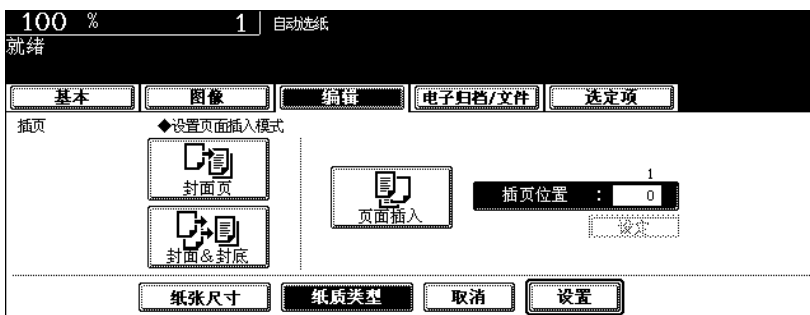 100 % 1 自动选纸
就绪
基本 图像 编辑 电子归档/文件 选定项
插页 ◆设置页面插入模式
封面页
1
页面插入 插页位置 : 0
设定
封面&封底
纸张尺寸 纸质类型 取消 设置